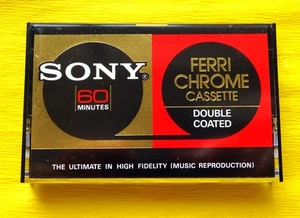 SONY®
60
MINUTES
FERRI
CHROME
CASSETTE
DOUBLE
COATED
THE ULTIMATE IN HIGH FIDELITY (MUSIC REPRODUCTION)